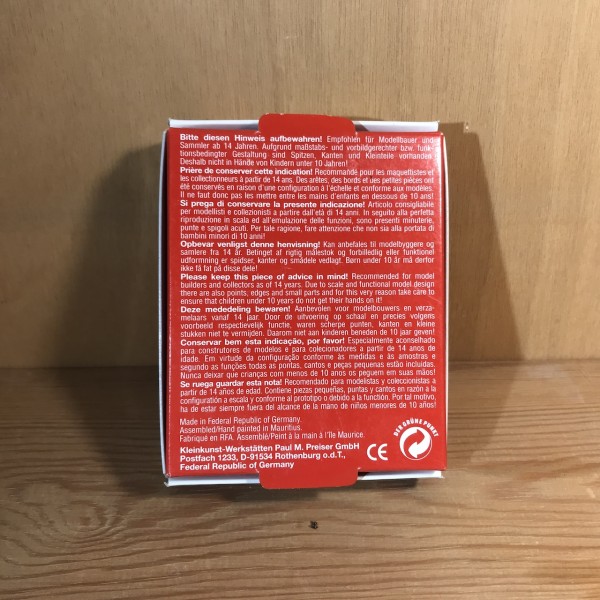 Bitte diesen Hinweis aufbewahren! Empfohlen für Modellbauer und
Sammler ab 14 Jahren. Aufgrund maßstabs- und vorbildgerechter bzw. funk-
tionsbedingter Gestaltung sind Spitzen, Kanten und Kleinteile vorhanden.
Deshalb nicht in Hände von Kindern unter 10 Jahren!
Prière de conserver cette indication! Recommandé pour les maquettistes et
les collectionneurs à partir de 14 ans. Des arêtes, des bords et ues petites pièces ont
été conservés en raison d'une configuration à l'échelle et conforme aux modèles.
Il ne faut donc pas les mettre entre les mains d'enfants en dessous de 10 ans!
Si prega di conservare la presente indicazione! Articolo consigliabile
per modellisti e collezionisti a partire dall'età di 14 anni. In seguito alla perfetta
riproduzione in scala ed all'emulazione delle funzioni, sono presenti minuterie,
punte e spigoli acuti. Per tale ragione, fare attenzione che non sia alla portata di
bambini minori di 10 anni!
Opbevar venligst denne henvisning! Kan anbefales til modelbyggere og
samlere fra 14 år. Betinget af rigtig målestok og forbilledlig eller funktionel
udformning er spidser, kanter og smådele vedlagt. Børn under 10 år må derfor
ikke få fat på disse dele!
Please keep this piece of advice in mind! Recommended for model
builders and collectors as of 14 years. Due to scale and functional model design
there are also points, edges and small parts and for this very reason take care to
ensure that children under 10 years do not get their hands on it!
Deze mededeling bewaren! Aanbevolen voor modelbouwers en verza-
melaars vanaf 14 jaar. Door de uitvoering op schaal en precies volgens
voorbeeld respectievelijk functie, waren scherpe punten, kanten en kleine
stukken niet te vermijden. Daarom niet aan kinderen beneden de 10 jaar geven!
Conservar bem esta indicação, por favor! Especialmente aconselhado
para construtores de modelos e para colecionadores a partir de 14 anos de
idade. Em virtude da configuração conforme às medidas e às amostras e
segundo as funções todas as pontas, cantos e peças pequenas estão incluidas.
Nunca deixar que crianças com menos de 10 anos os peguem em suas mãos!
Se ruega guardar esta nota! Recomendado para modelistas y coleccionistas a
partir de 14 años de edad. Contiene piezas pequeñas, puntas y cantos en razón a la
configuration a escala y conforme al prototipo o debido a la función. Por tal motivo,
ha de estar siempre fuera del alcance de la mano de niños menores de 10 años!
Made in Federal Republic of Germany.
Assembled/Hand painted in Mauritius.
Fabriqué en RFA. Assemblé/Peint à la main à l'Ile Maurice.
Kleinkunst-Werkstätten Paul M. Preiser GmbH
Postfach 1233, D-91534 Rothenburg o.d.T.,
Federal Republic of Germany
CE
DER GRÜNE PUNKT